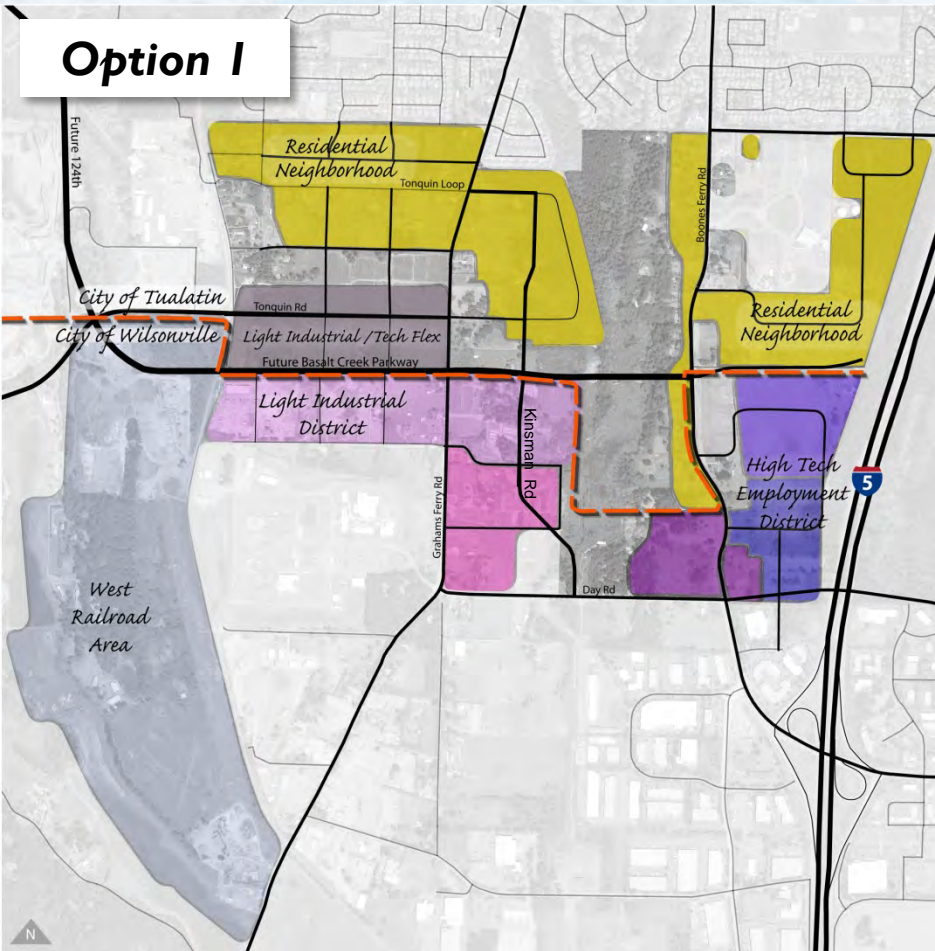 Option 1
Future 124th
Residential
Neighborhood
Tonquin Loop
Boones Ferry Rd
City of Tualatin
City of Wilsonville
Tonquin Rd
Light Industrial /Tech Flex
Future Basalt Creek Parkway
Residential
Neighborhood
Light Industrial
District
Kinsman Rd
Grahams Ferry Rd
High Tech
Employment
District
5
West
Railroad
Area
Day Rd
N